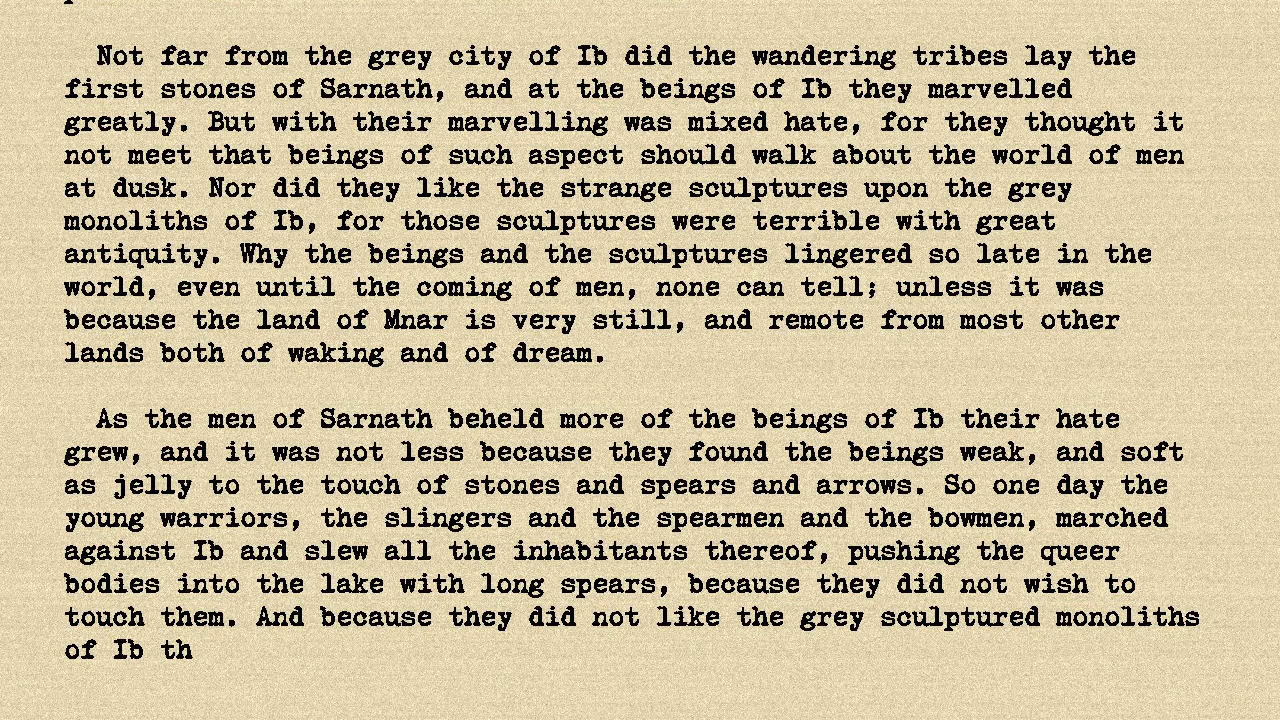 Not far from the grey city of Ib did the wandering tribes lay the
first stones of Sarnath, and at the beings of Ib they marvelled
greatly. But with their marvelling was mixed hate, for they thought it
not meet that beings of such aspect should walk about the world of men
at dusk. Nor did they like the strange sculptures upon the grey
monoliths of Ib, for those sculptures were terrible with great
antiquity. Why the beings and the sculptures lingered so late in the
world, even until the coming of men, none can tell; unless it was
because the land of Mnar is very still, and remote from most other
lands both of waking and of dream.
As the men of Sarnath beheld more of the beings of Ib their hate
grew, and it was not less because they found the beings weak, and soft
as jelly to the touch of stones and spears and arrows. So one day the
young warriors, the slingers and the spearmen and the bowmen, marched
against Ib and slew all the inhabitants thereof, pushing the queer
bodies into the lake with long spears, because they did not wish to
touch them. And because they did not like the grey sculptured monoliths
of Ib th